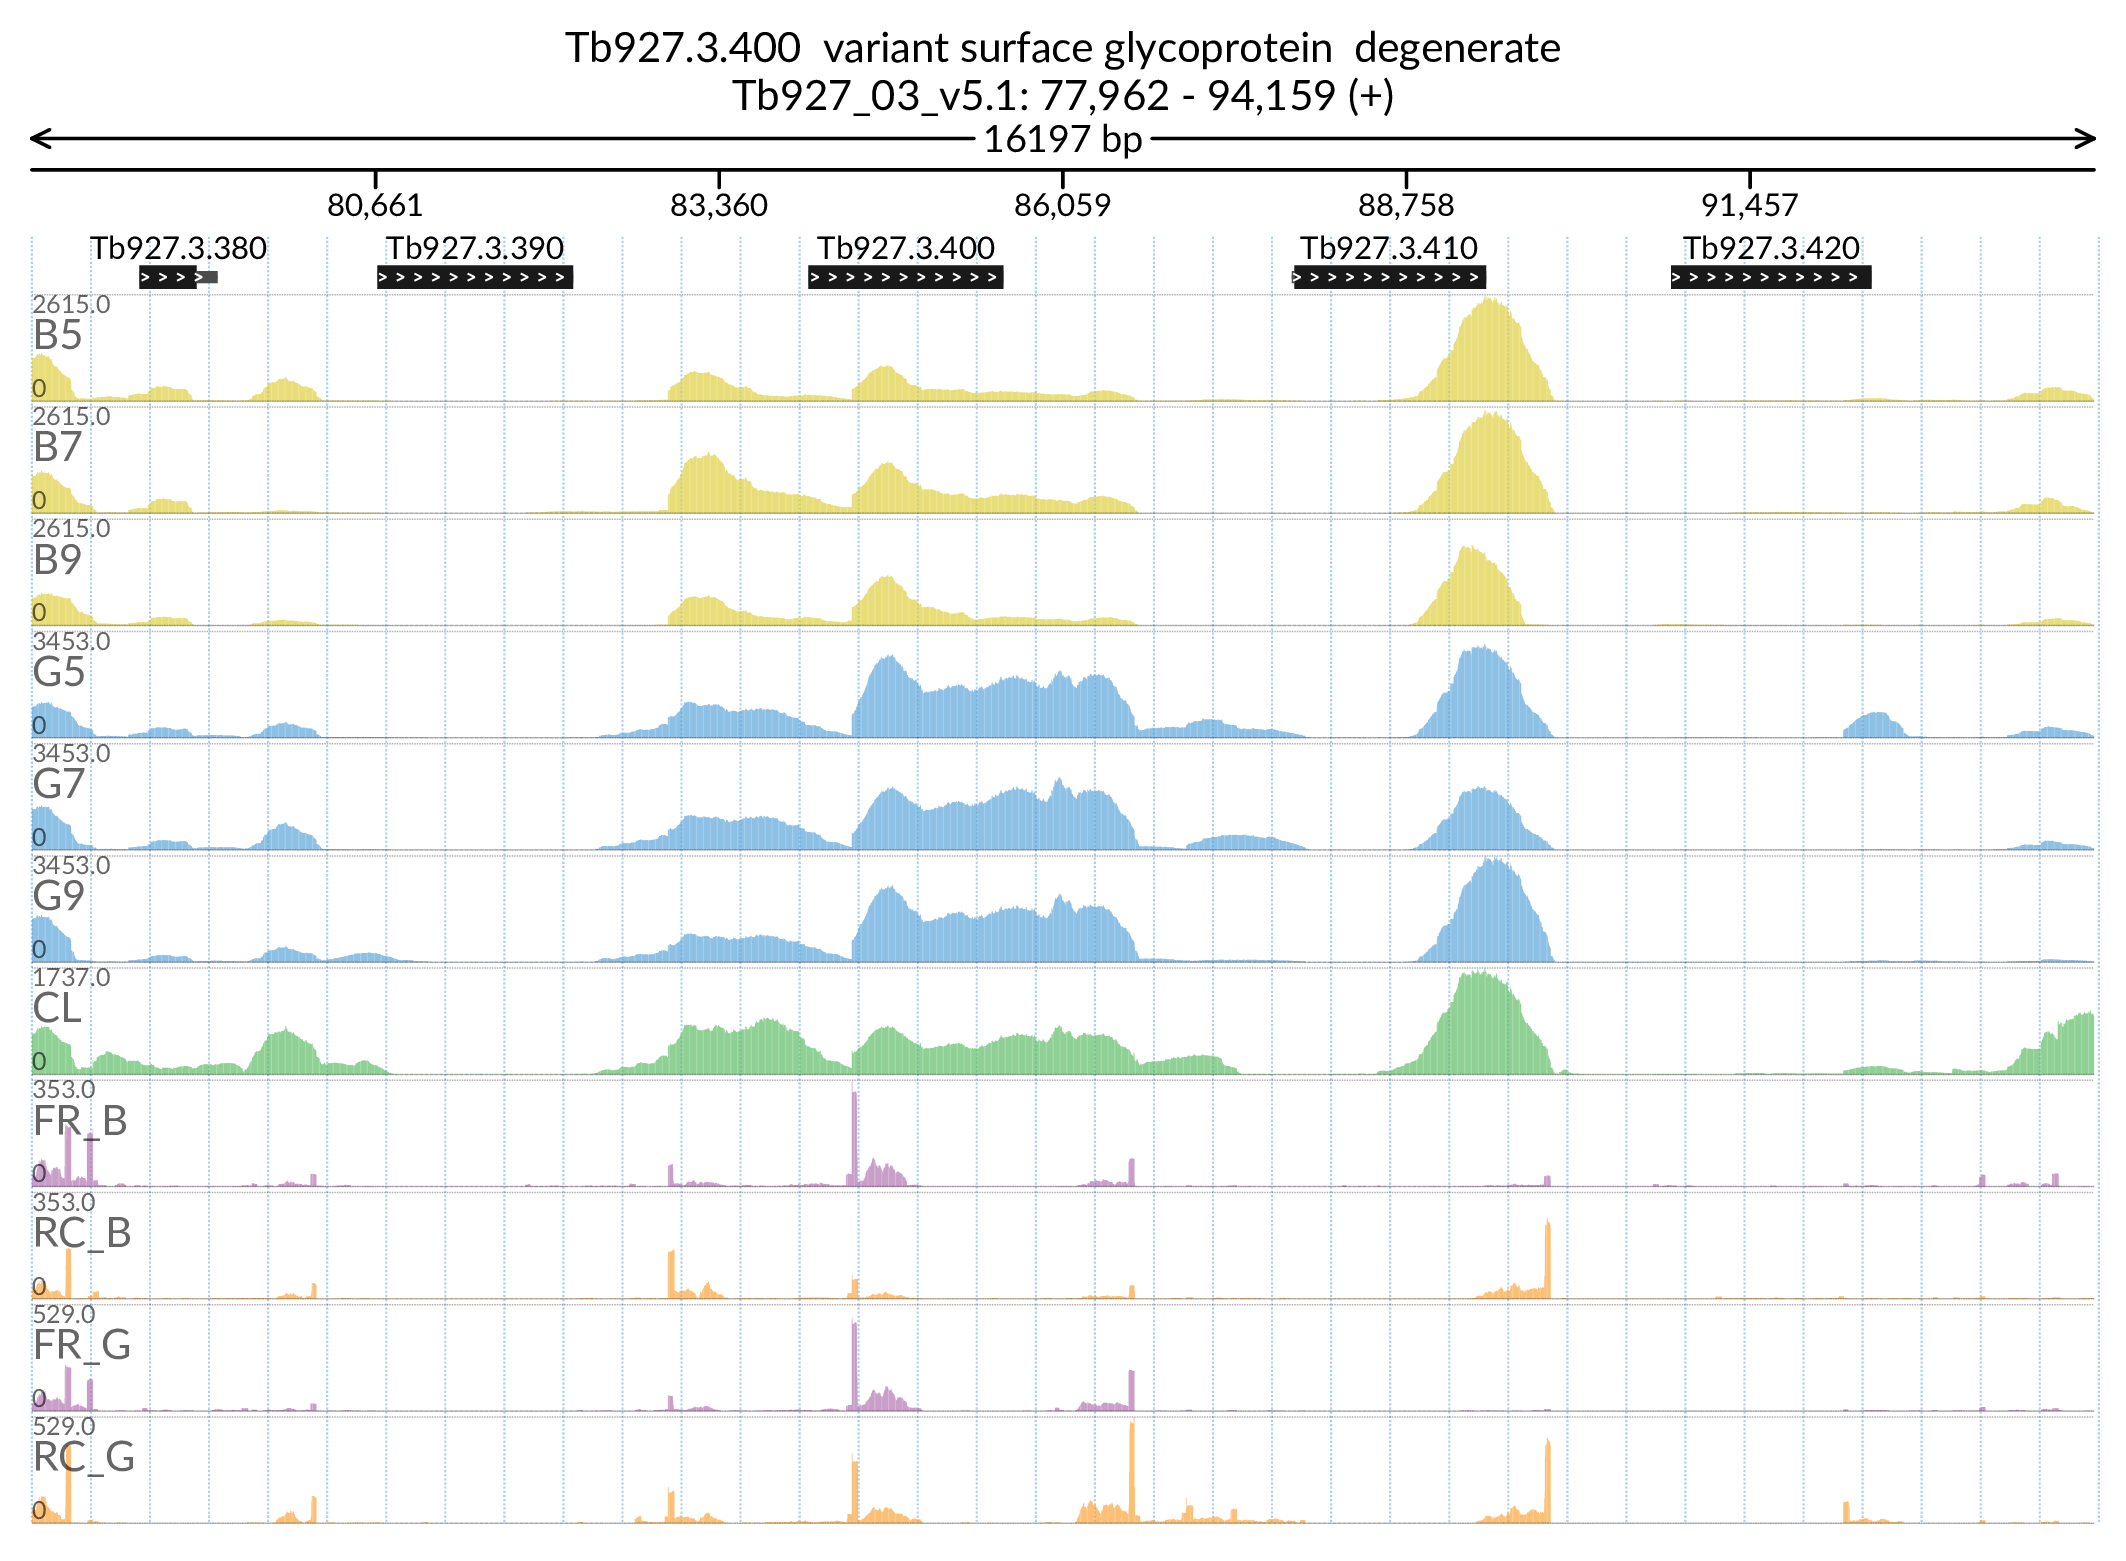 Tb927.3.400  variant surface glycoprotein  degenerate
Tb927_03_v5.1: 77,962 - 94,159 (+)
16197 bp
80,661 83,360 86,059 88,758 91,457
Tb927.3.380 Tb927.3.390 Tb927.3.400 Tb927.3.410 Tb927.3.420
2615.0
B5
0
2615.0
B7
0
2615.0
B9
0
3453.0
G5
0
3453.0
G7
0
3453.0
G9
0
1737.0
CL
0
353.0
FR_B
0
353.0
RC_B
0
529.0
FR_G
0
529.0
RC_G
0